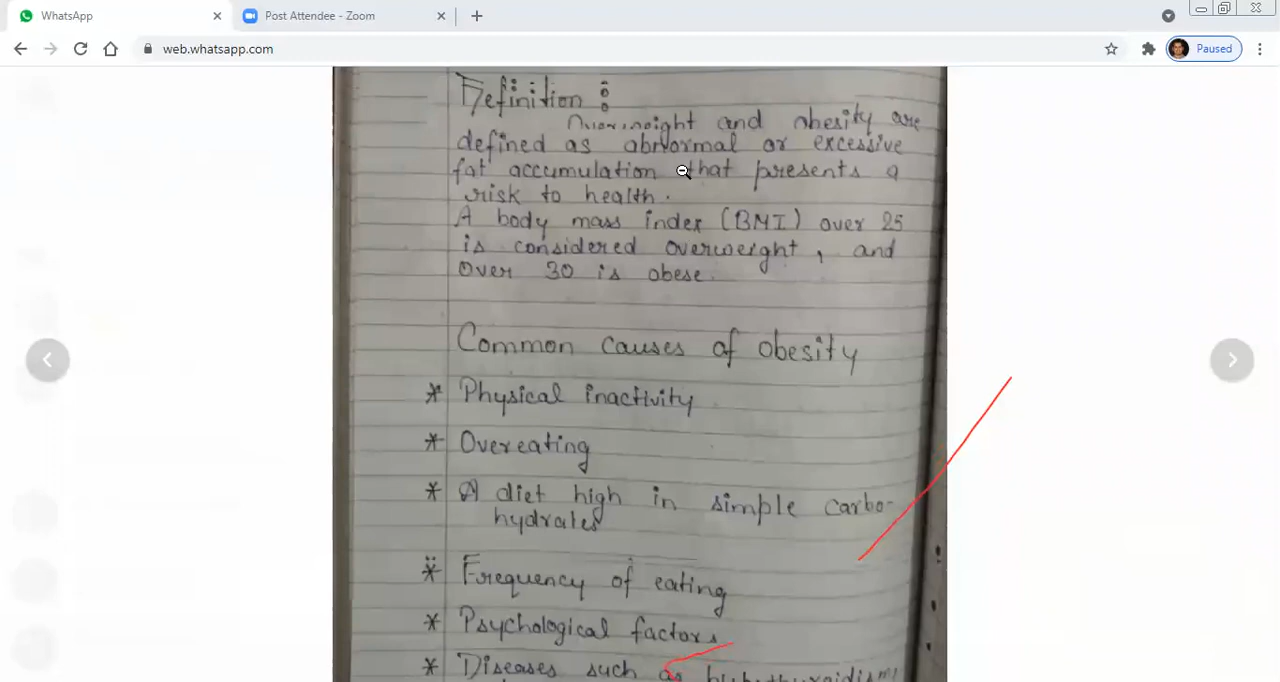 WhatsApp
Post Attendee - Zoom
web.whatsapp.com
Paused
Definition :
Overweight and obesity are
defined as abnormal or excessive
fat accumulation that presents a
risk to health.
A body mass index (BMI) over 25
is considered overweight, and
over 30 is obese.
Common causes of obesity
* Physical inactivity
* Overeating
* A diet high in simple carbo-
hydrates
* Frequency of eating
* Psychological factors
* Diseases such as hypothyroidism,